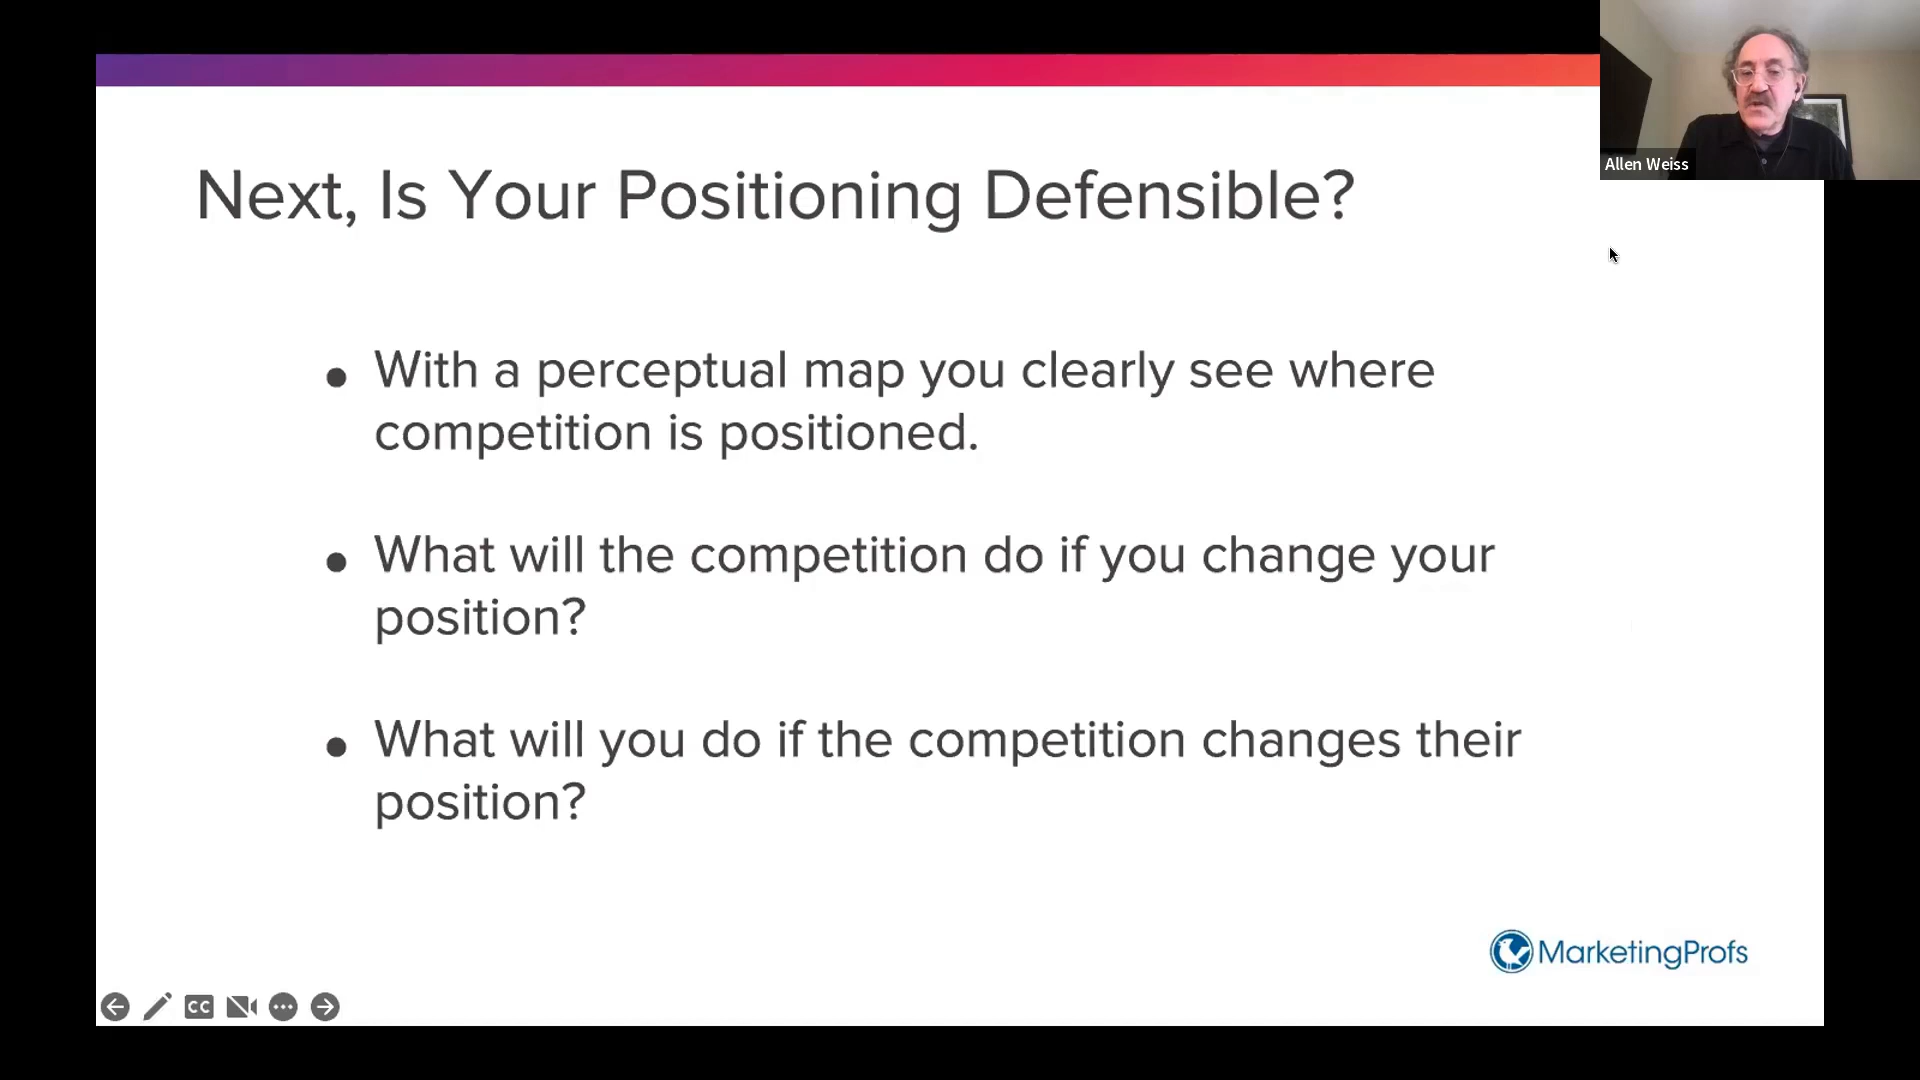 Allen Weiss
Next, Is Your Positioning Defensible?
• With a perceptual map you clearly see where
competition is positioned.
• What will the competition do if you change your
position?
• What will you do if the competition changes their
position?
MarketingProfs
CC